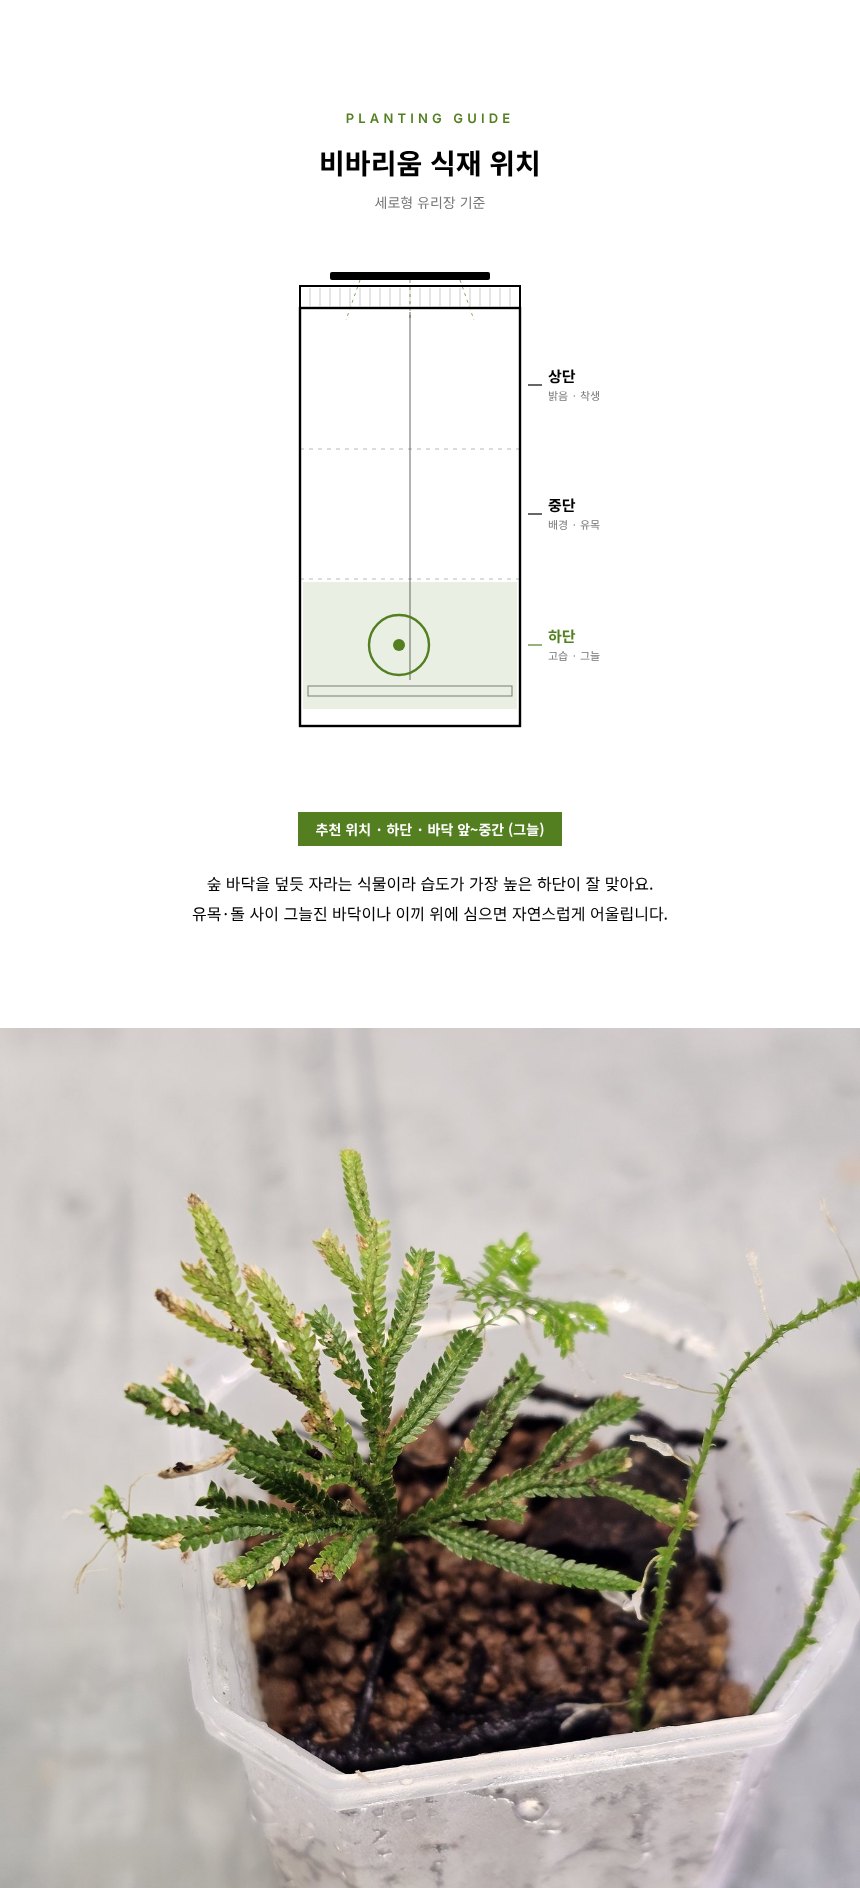 PLANTING GUIDE
비바리움 식재 위치
세로형 유리장 기준
상단
밝음 · 착생
중단
배경 · 유목
하단
고습 · 그늘
추천 위치 · 하단 · 바닥 앞~중간 (그늘)
숲 바닥을 덮듯 자라는 식물이라 습도가 가장 높은 하단이 잘 맞아요.
유목·돌 사이 그늘진 바닥이나 이끼 위에 심으면 자연스럽게 어울립니다.